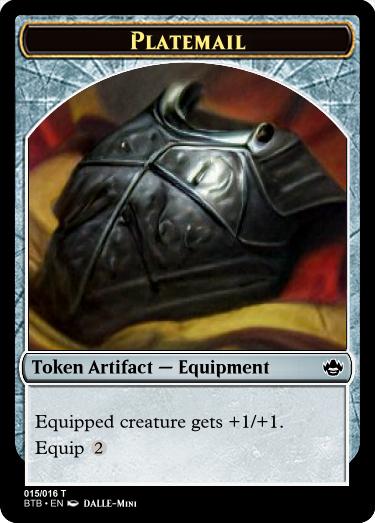 PLATEMAIL
Token Artifact — Equipment
Equipped creature gets +1/+1.
Equip 2
015/016 T
BTB • EN DALLE-MINI